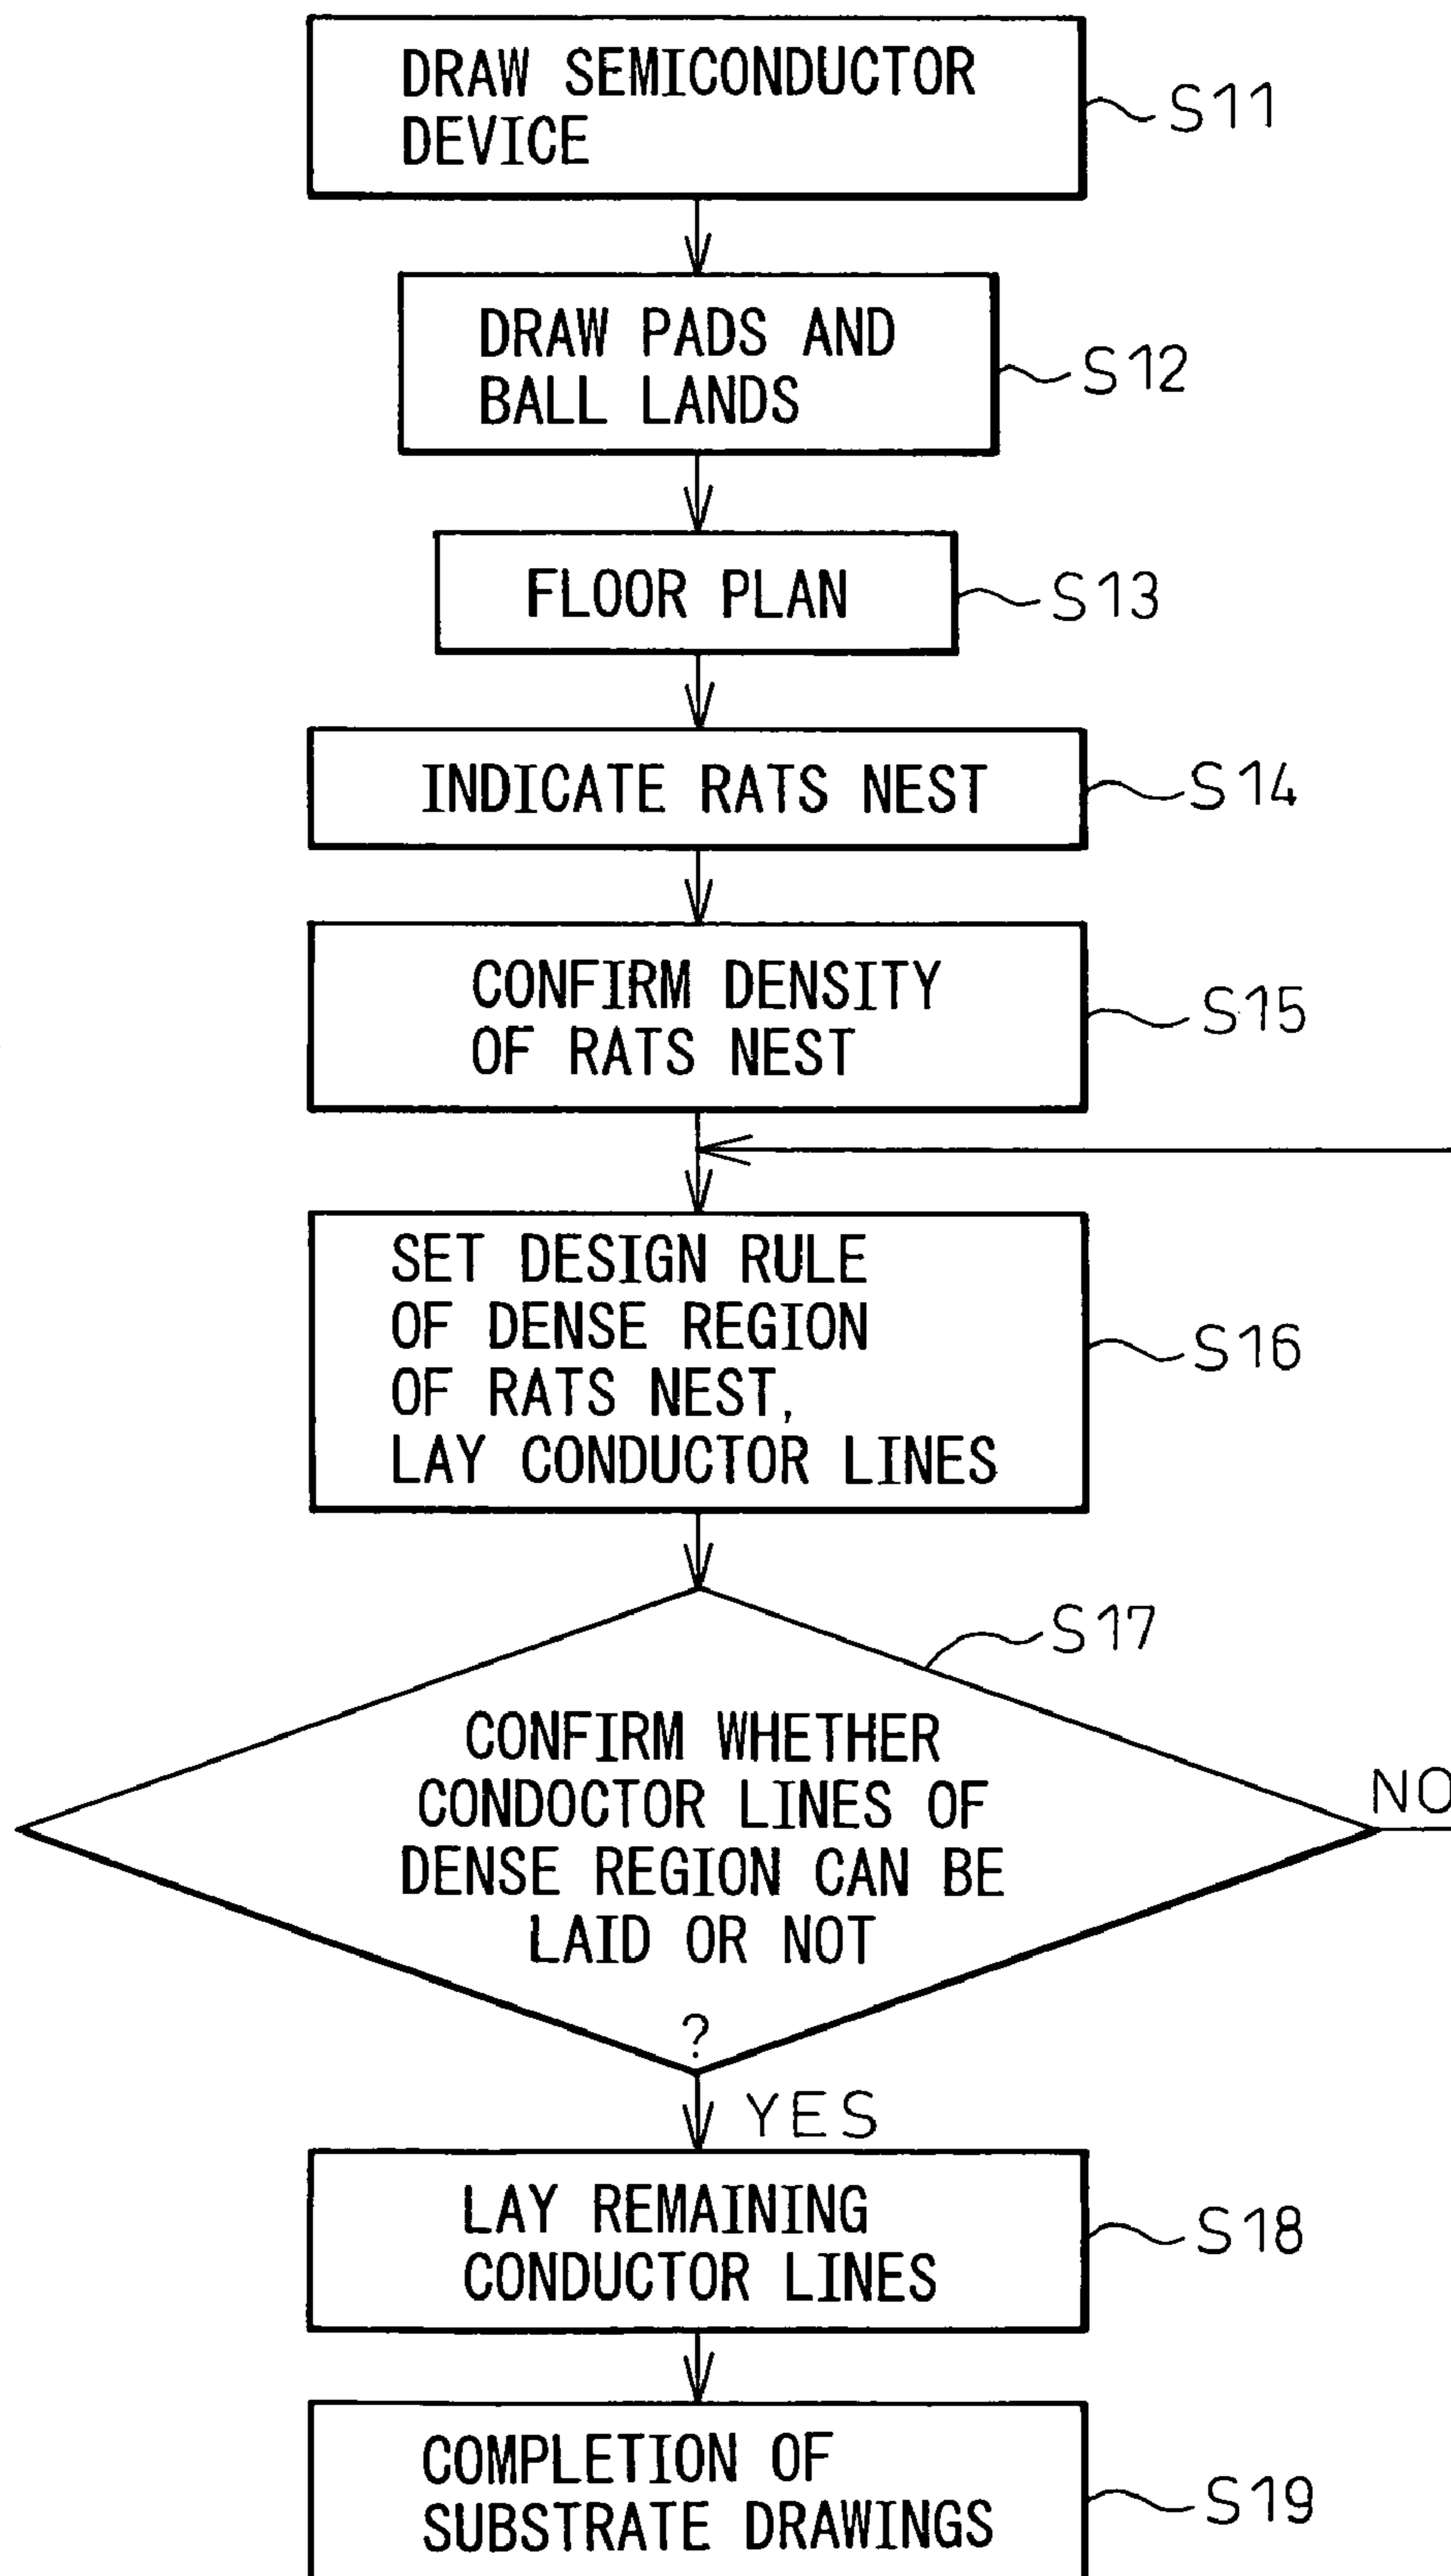 DRAW SEMICONDUCTOR
DEVICE
S11
DRAW PADS AND
BALL LANDS
S12
FLOOR PLAN
S13
INDICATE RATS NEST
S14
CONFIRM DENSITY
OF RATS NEST
S15
SET DESIGN RULE
OF DENSE REGION
OF RATS NEST,
LAY CONDUCTOR LINES
S16
S17
CONFIRM WHETHER
CONDOCTOR LINES OF
DENSE REGION CAN BE
LAID OR NOT
?
NO
YES
LAY REMAINING
CONDUCTOR LINES
S18
COMPLETION OF
SUBSTRATE DRAWINGS
S19